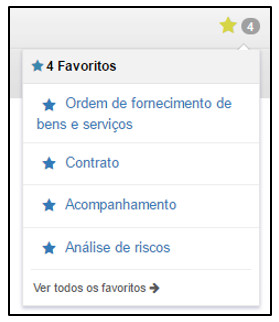 4
4 Favoritos
Ordem de fornecimento de
bens e serviços
Contrato
Acompanhamento
Análise de riscos
Ver todos os favoritos